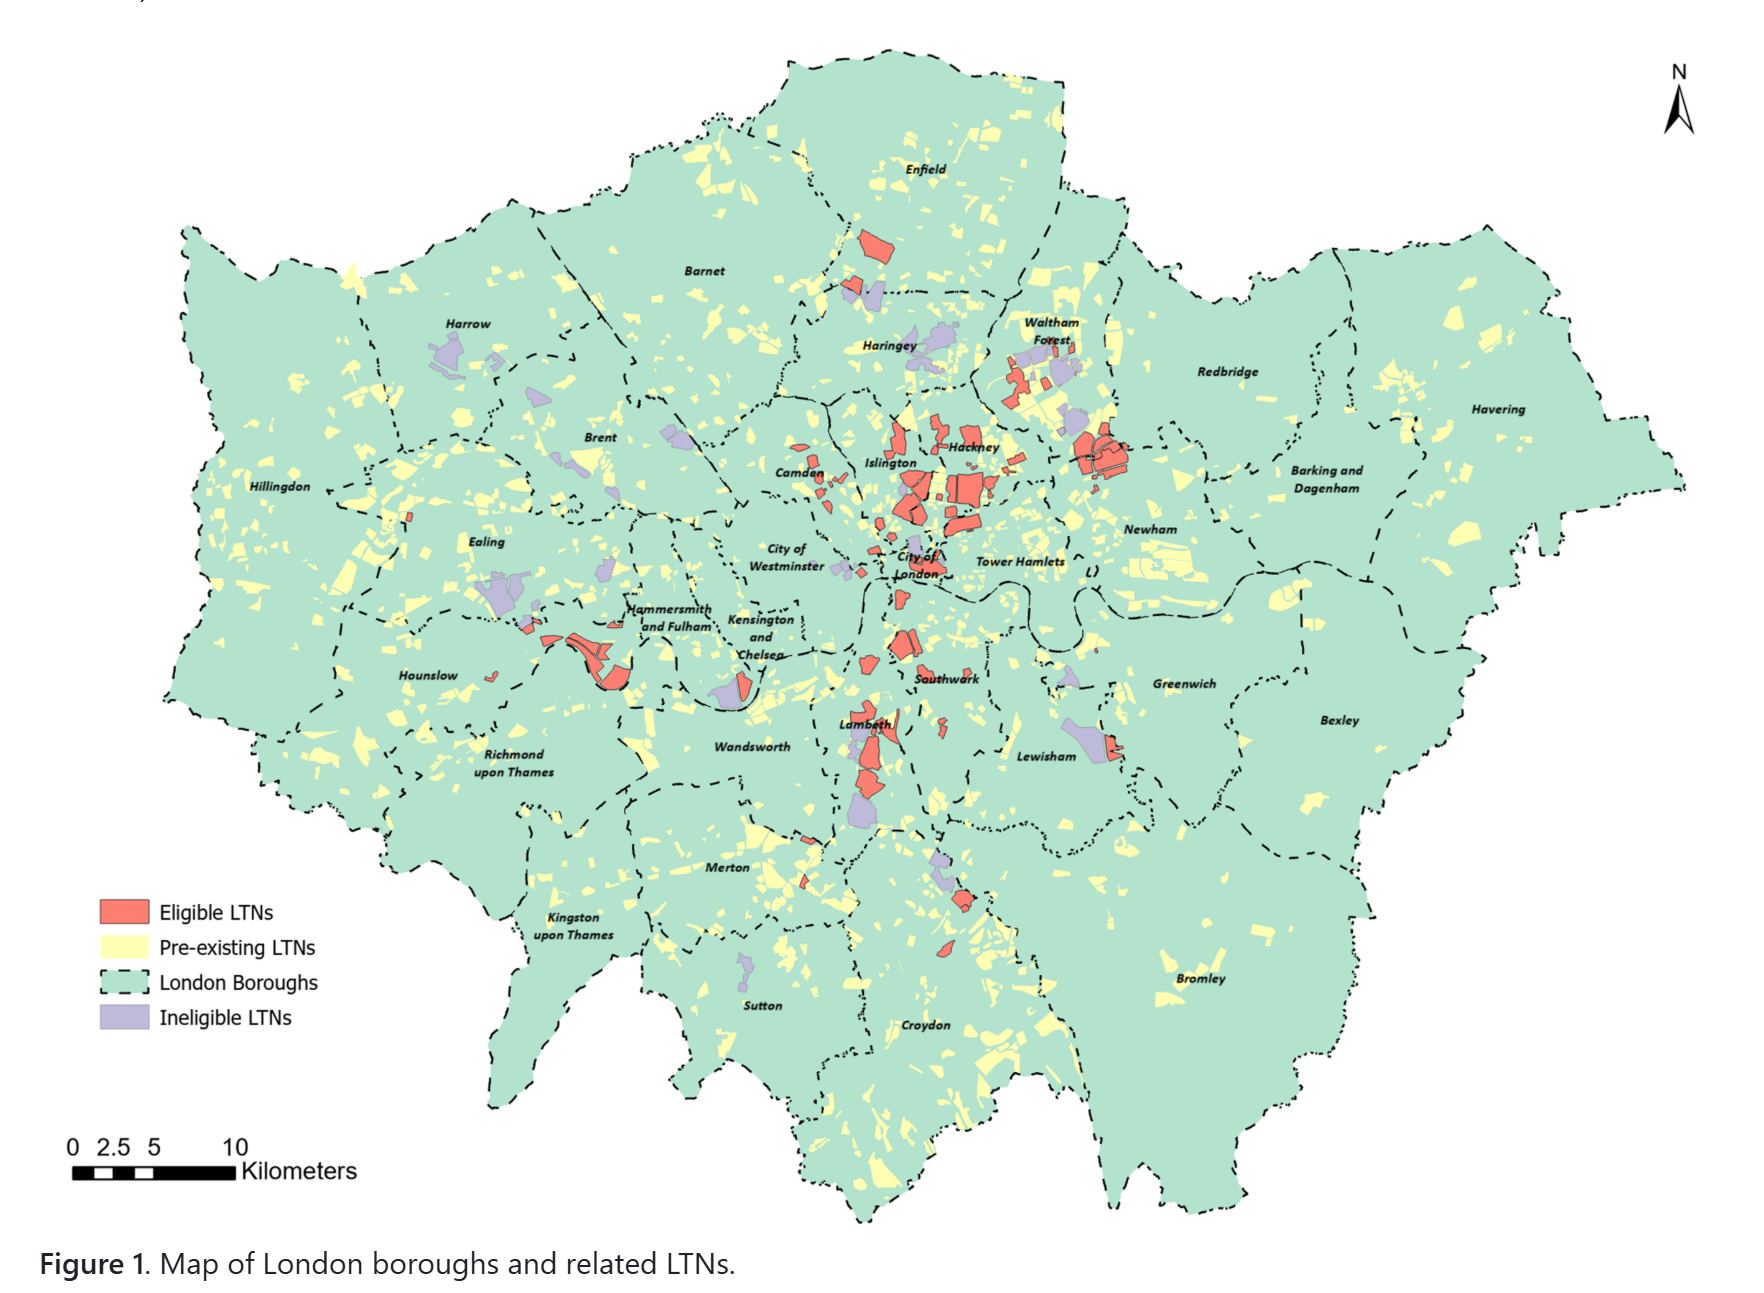 N
Enfield
Barnet
Harrow
Waltham
Forest
Haringey
Redbridge
Havering
Brent
Hackney
Islington
Camden
Hillingdon
Barking and
Dagenham
Newham
Ealing
City of
Westminster
City of
London
Tower Hamlets
Hammersmith
and Fulham
Kensington
and
Chelsea
Hounslow
Southwark
Greenwich
Bexley
Lambeth
Wandsworth
Lewisham
Richmond
upon Thames
Merton
Kingston
upon Thames
Bromley
Sutton
Croydon
Eligible LTNs
Pre-existing LTNs
London Boroughs
Ineligible LTNs
0 2.5 5 10
Kilometers
Figure 1. Map of London boroughs and related LTNs.